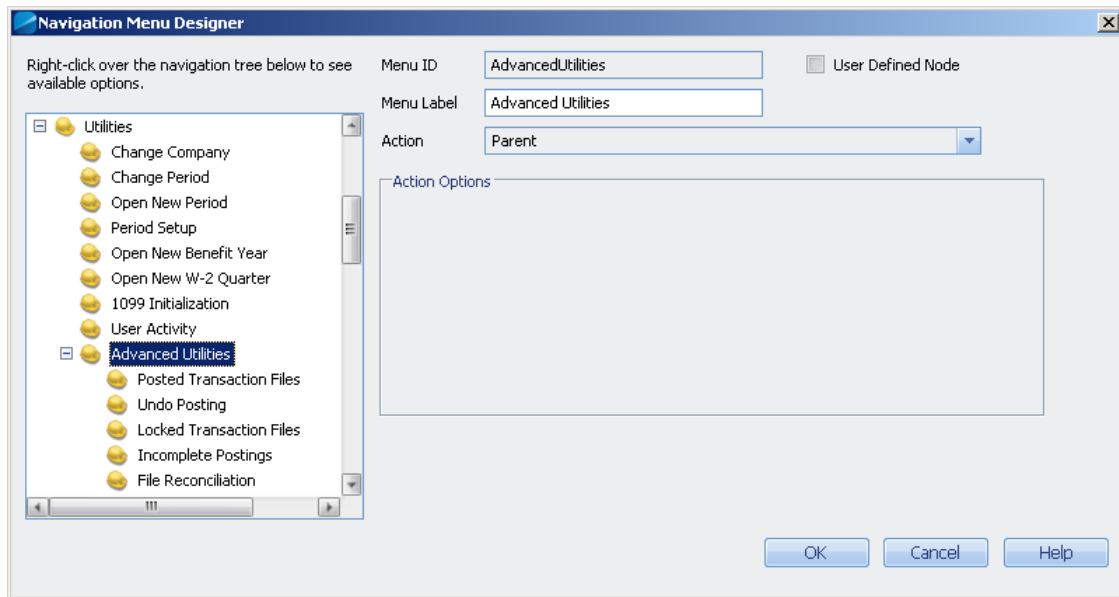 Navigation Menu Designer
Right-click over the navigation tree below to see
available options.
Utilities
Change Company
Change Period
Open New Period
Period Setup
Open New Benefit Year
Open New W-2 Quarter
1099 Initialization
User Activity
Advanced Utilities
Posted Transaction Files
Undo Posting
Locked Transaction Files
Incomplete Postings
File Reconciliation
Menu ID AdvancedUtilities User Defined Node
Menu Label Advanced Utilities
Action Parent
Action Options
OK Cancel Help